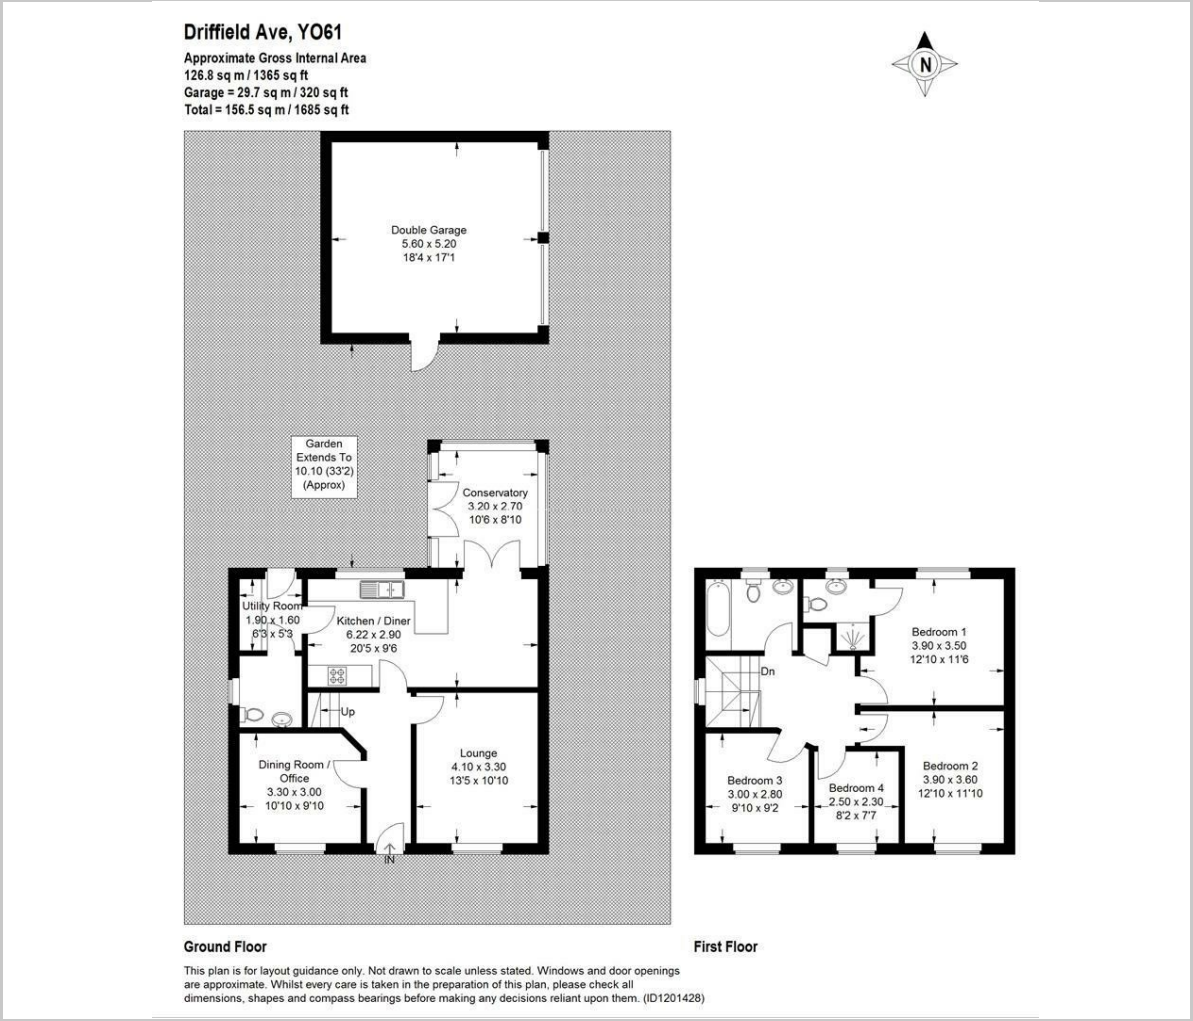 Driffield Ave, YO61
Approximate Gross Internal Area
126.8 sq m / 1365 sq ft
Garage = 29.7 sq m / 320 sq ft
Total = 156.5 sq m / 1685 sq ft
N
Double Garage
5.60 x 5.20
18'4 x 17'1
Garden
Extends To
10.10 (33'2)
(Approx)
Conservatory
3.20 x 2.70
10'6 x 8'10
Utility Room
1.90 x 1.60
6'3 x 5'3
Kitchen / Diner
6.22 x 2.90
20'5 x 9'6
Up
Lounge
4.10 x 3.30
13'5 x 10'10
Dining Room /
Office
3.30 x 3.00
10'10 x 9'10
IN
Bedroom 1
3.90 x 3.50
12'10 x 11'6
Dn
Bedroom 2
3.90 x 3.60
12'10 x 11'10
Bedroom 3
3.00 x 2.80
9'10 x 9'2
Bedroom 4
2.50 x 2.30
8'2 x 7'7
Ground Floor
First Floor
This plan is for layout guidance only. Not drawn to scale unless stated. Windows and door openings
are approximate. Whilst every care is taken in the preparation of this plan, please check all
dimensions, shapes and compass bearings before making any decisions reliant upon them. (ID1201428)